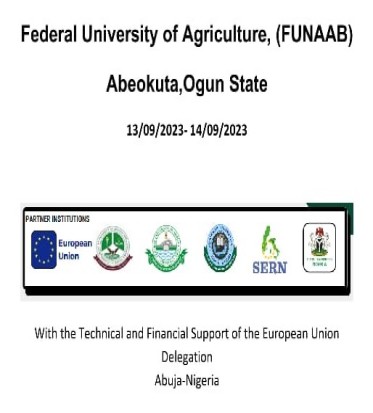 Federal University of Agriculture, (FUNAAB)
Abeokuta,Ogun State
13/09/2023- 14/09/2023
PARTNER INSTITUTIONS
European
Union
SERN
With the Technical and Financial Support of the European Union
Delegation
Abuja-Nigeria